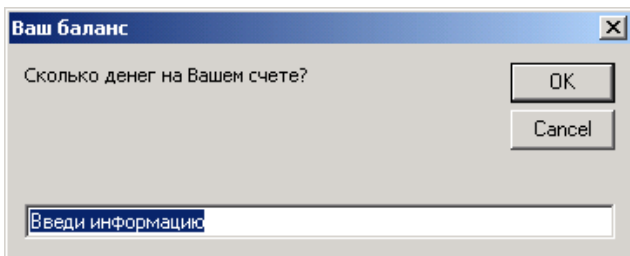 Ваш баланс
Сколько денег на Вашем счете?
OK
Cancel
Введи информацию